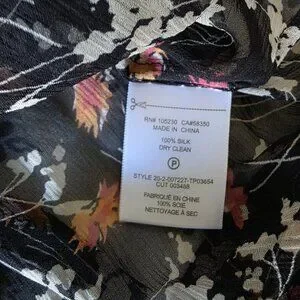 RN# 105230 CA#58350
MADE IN CHINA
100% SILK
DRY CLEAN
P
STYLE 20-2-007227-TP03654
CUT 003458
FABRIQUÉ EN CHINE
100% SOIE
NETTOYAGE À SEC